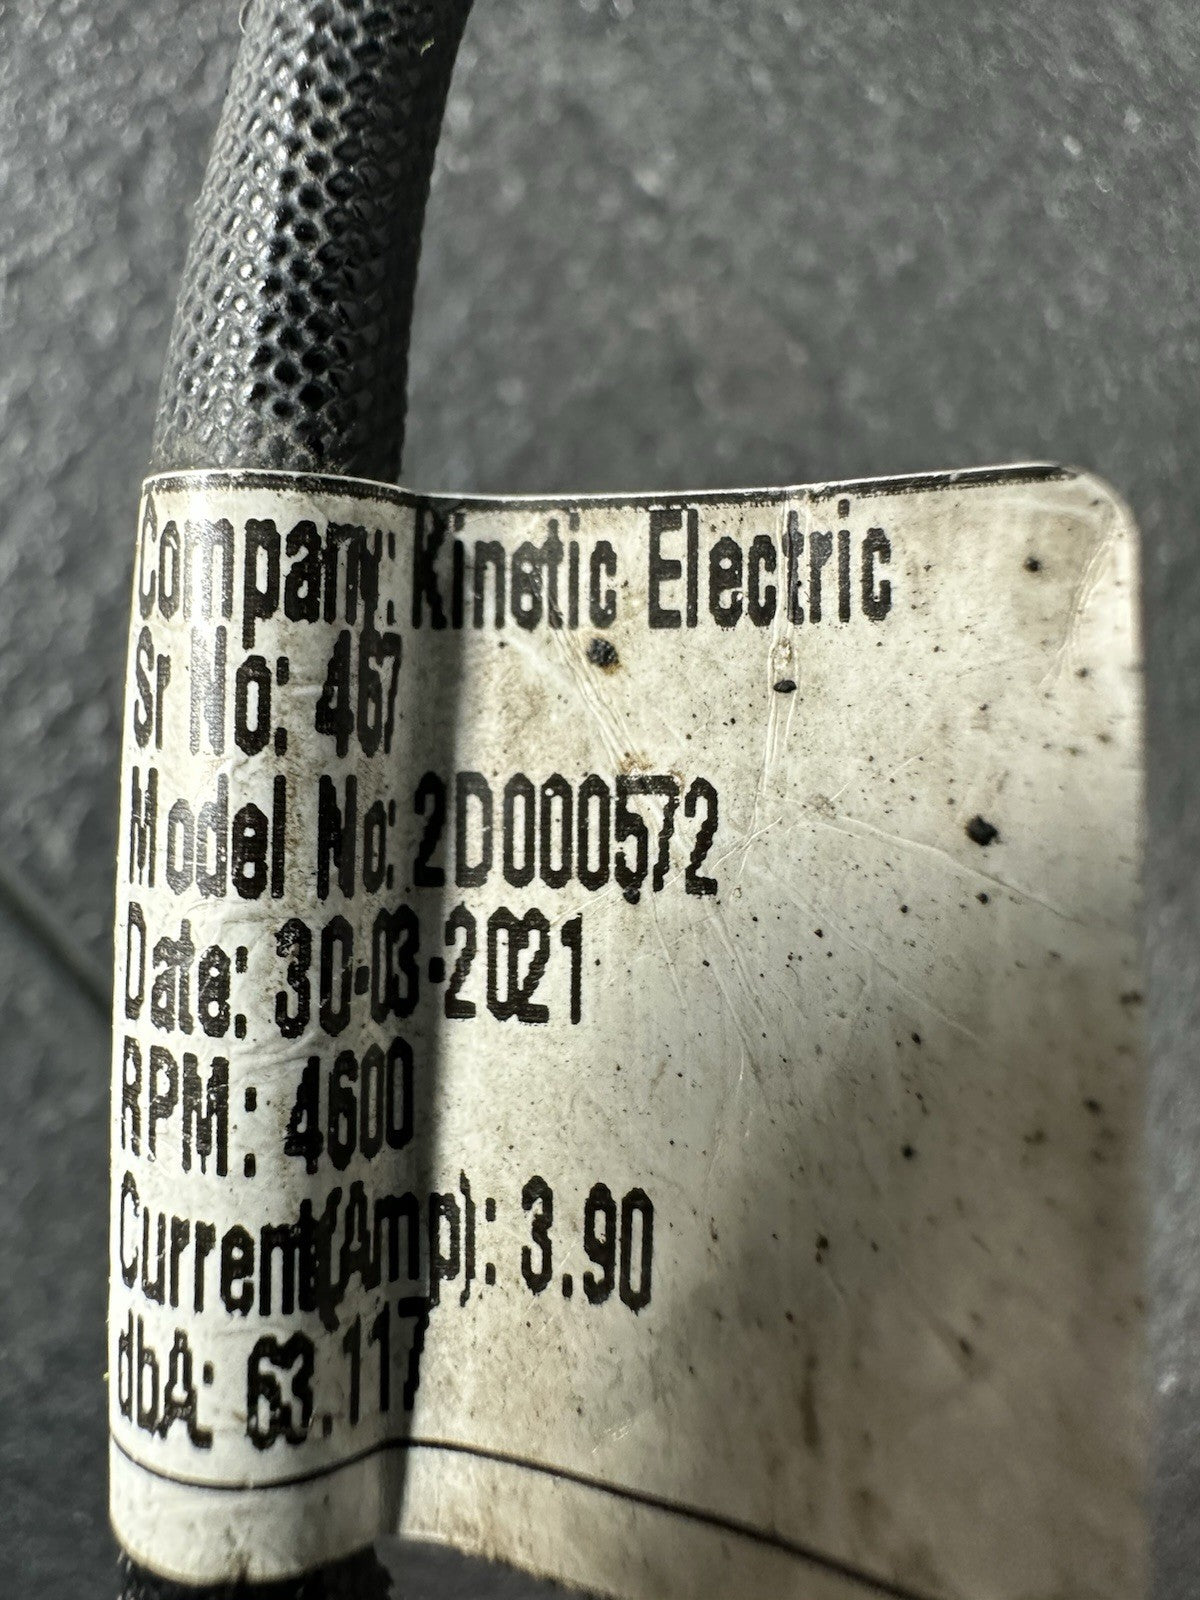 Company: Kinetic Electric
Sr No: 467
Model No: 2D000572
Date: 30-03-2021
RPM: 4600
Current(Amp): 3.90
dbA: 63.117